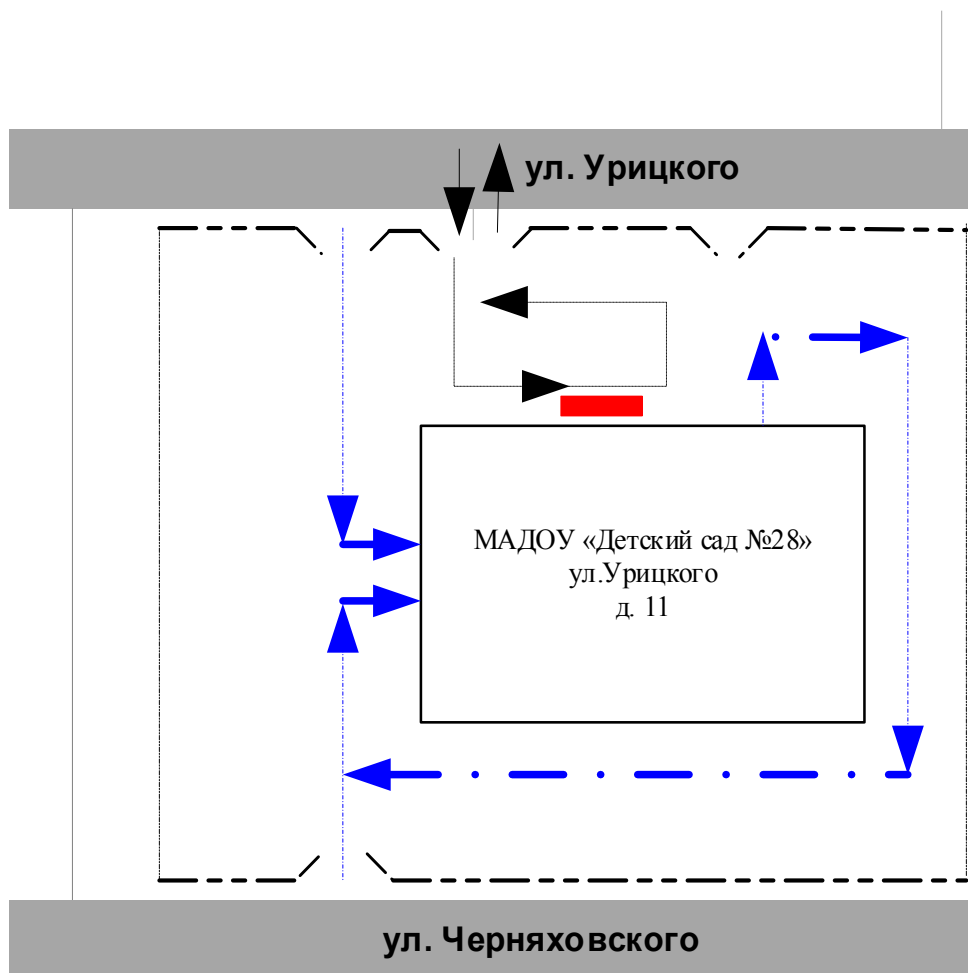 ул. Урицкого
МАДОУ «Детский сад №28»
ул.Урицкого
д. 11
ул. Черняховского